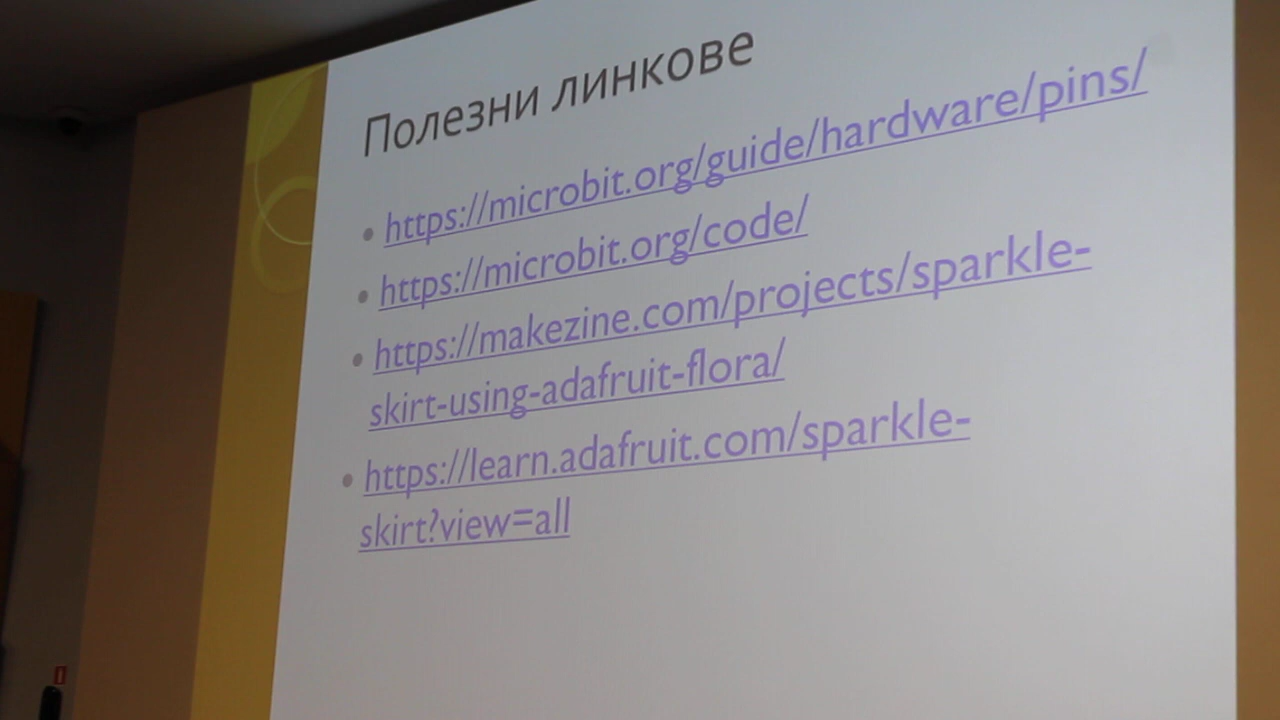 Полезни линкове
• https://microbit.org/guide/hardware/pins/
• https://microbit.org/code/
• https://makezine.com/projects/sparkle-
skirt-using-adafruit-flora/
• https://learn.adafruit.com/sparkle-
skirt?view=all